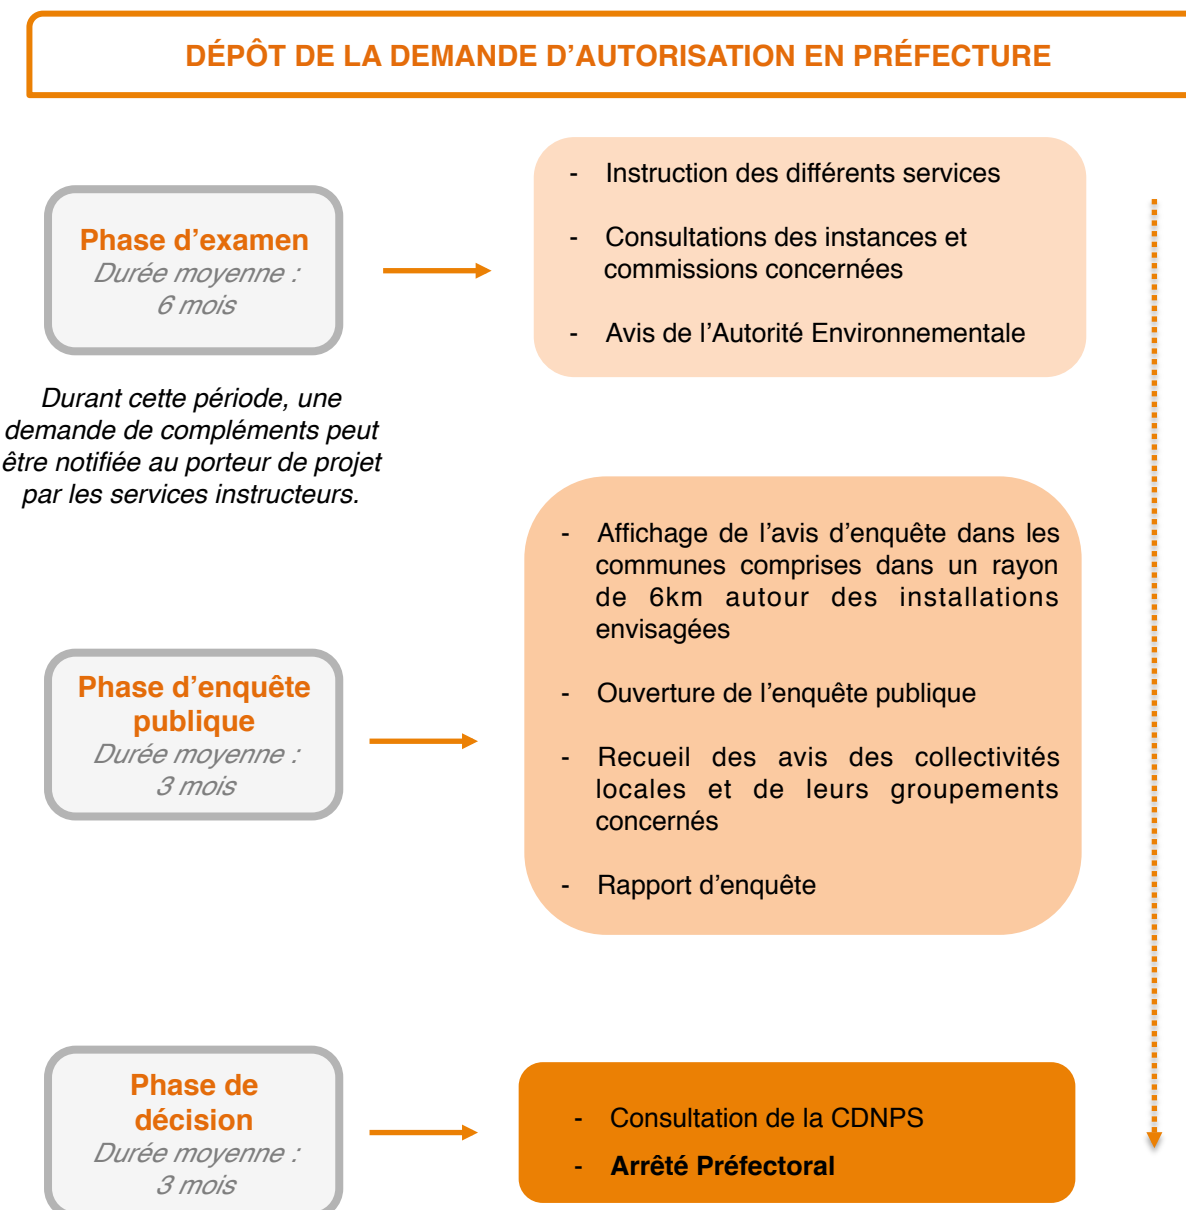 DÉPÔT DE LA DEMANDE D’AUTORISATION EN PRÉFECTURE
Phase d’examen
Durée moyenne :
6 mois
- Instruction des différents services
- Consultations des instances et
commissions concernées
- Avis de l’Autorité Environnementale
Durant cette période, une
demande de compléments peut
être notifiée au porteur de projet
par les services instructeurs.
Phase d’enquête
publique
Durée moyenne :
3 mois
- Affichage de l’avis d’enquête dans les
communes comprises dans un rayon
de 6km autour des installations
envisagées
- Ouverture de l’enquête publique
- Recueil des avis des collectivités
locales et de leurs groupements
concernés
- Rapport d’enquête
Phase de
décision
Durée moyenne :
3 mois
- Consultation de la CDNPS
- Arrêté Préfectoral